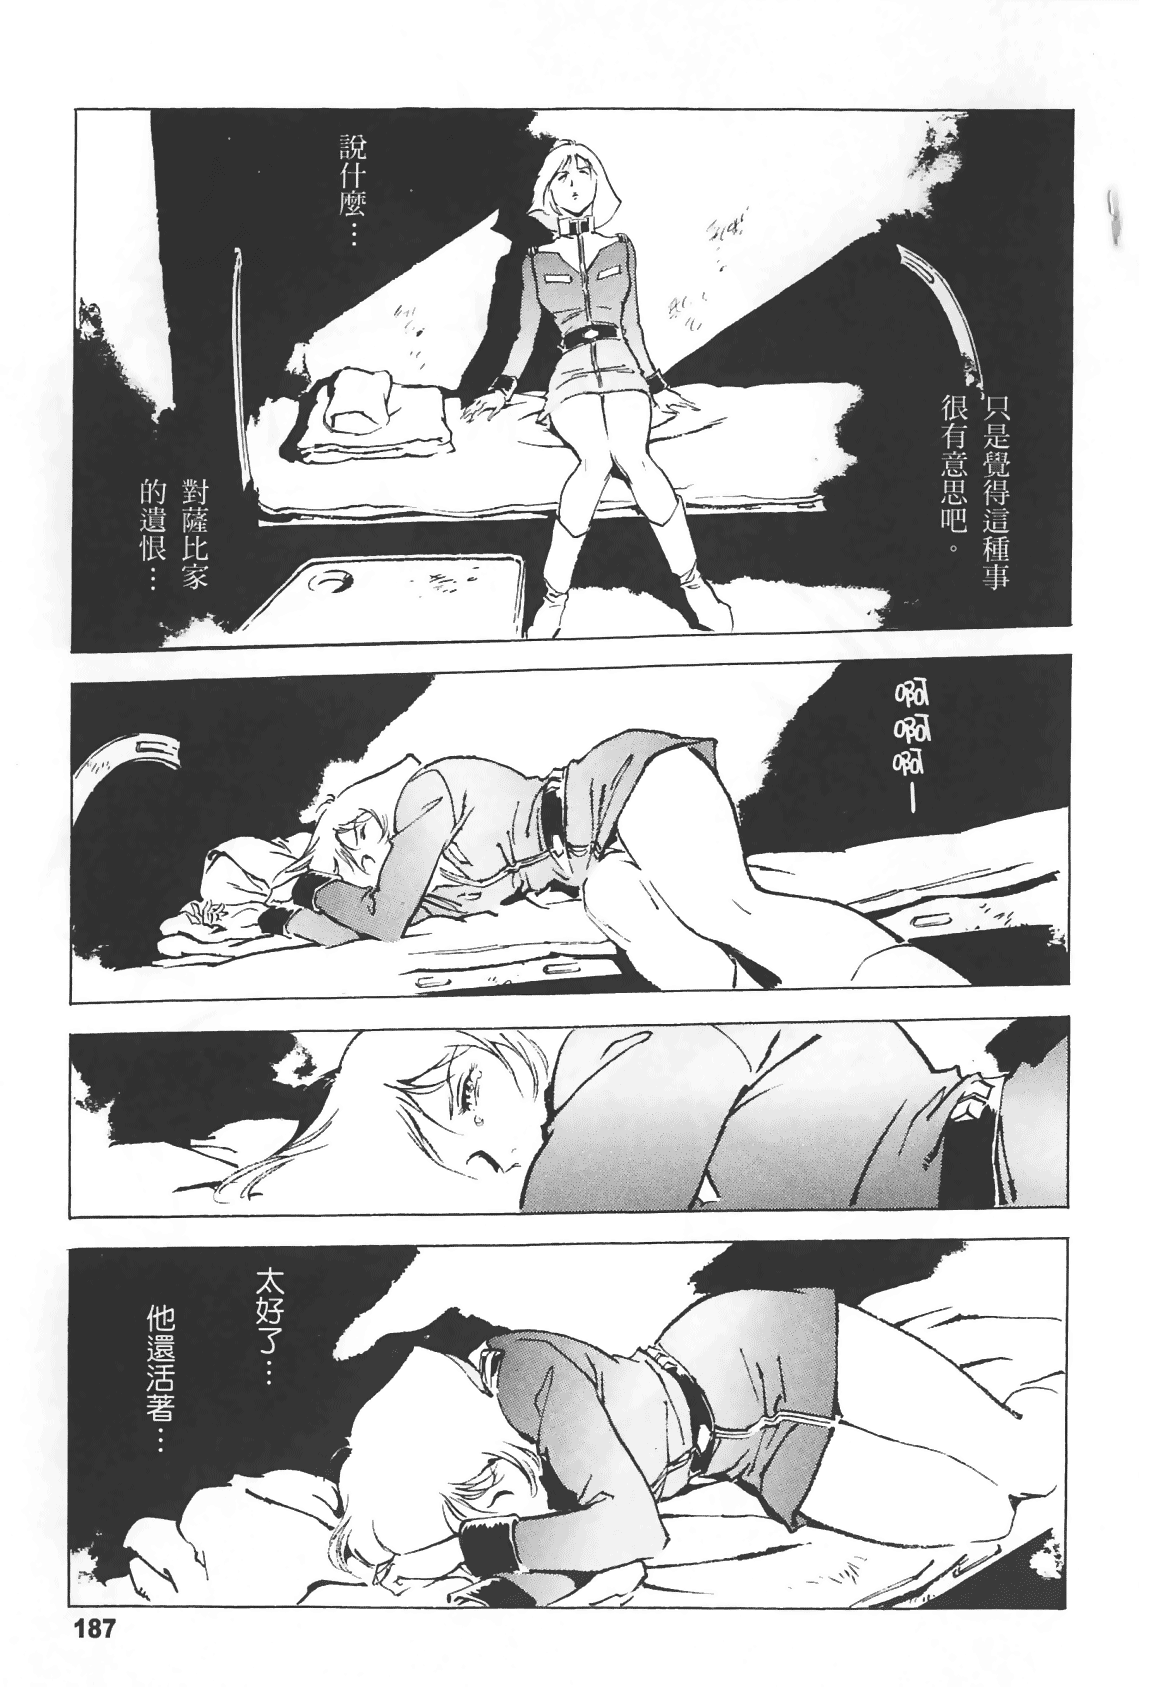 只是覺得這種事
很有意思吧。
說什麼…
對薩比家
的遺恨…
啊啊啊—
太好了…
他還活著…
187